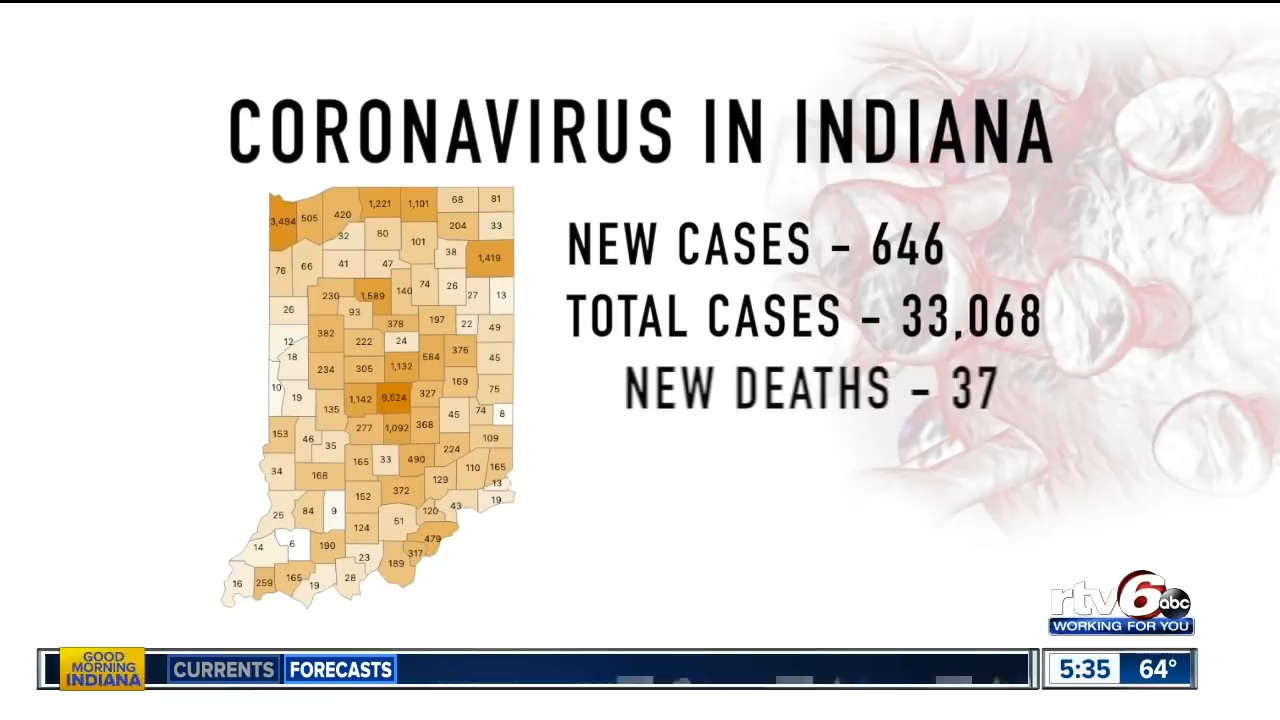 CORONAVIRUS IN INDIANA
3,494 505 420 1,221 1,101 68 81
32 80 204 33
101 38 1,419
76 66 41 47
230 1,589 140 74 26 27 13
26 93
382 378 197 22 49
12 222 24
18 584 376 45
234 305 1,132
10 19 169 75
135 1,142 9,524 327
45 74 8
153 46 35 277 1,092 368 109
224
34 168 165 33 490 110 165
129 13
152 372 43 19
25 84 9 120
124 51
14 6 190 479
23 317
16 259 165 19 28 189
NEW CASES - 646
TOTAL CASES - 33,068
NEW DEATHS - 37
rtv6 abc
WORKING FOR YOU
GOOD
MORNING
INDIANA
CURRENTS FORECASTS
5:35 64°